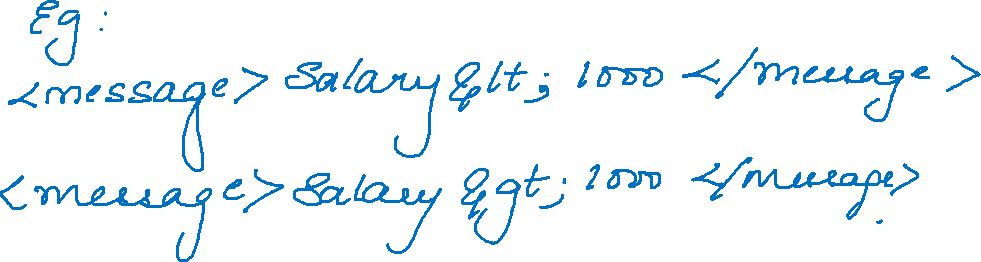 Eg:
<message> Salary &lt; 1000 </message>
<message> Salary &gt; 1000 </message>